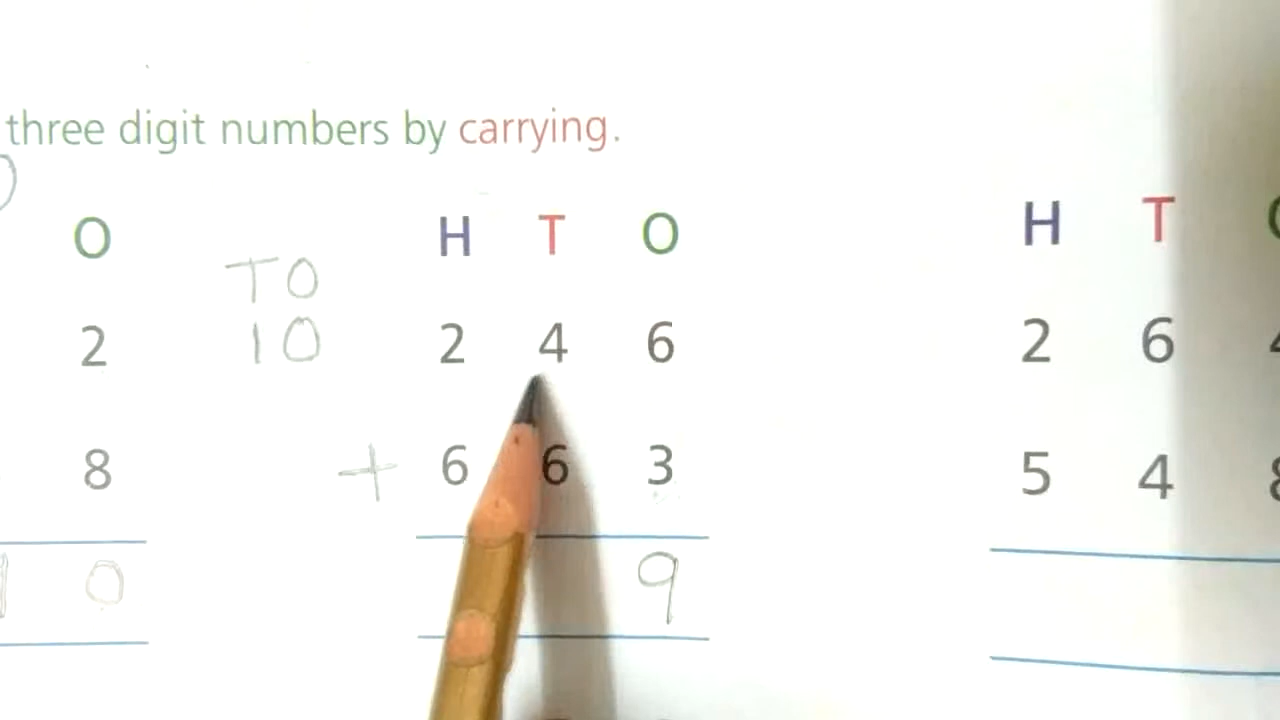 three digit numbers by carrying.
O H T O H T
T O
2 10 2 4 6 2 6
8 + 6 6 3 5 4
0 9